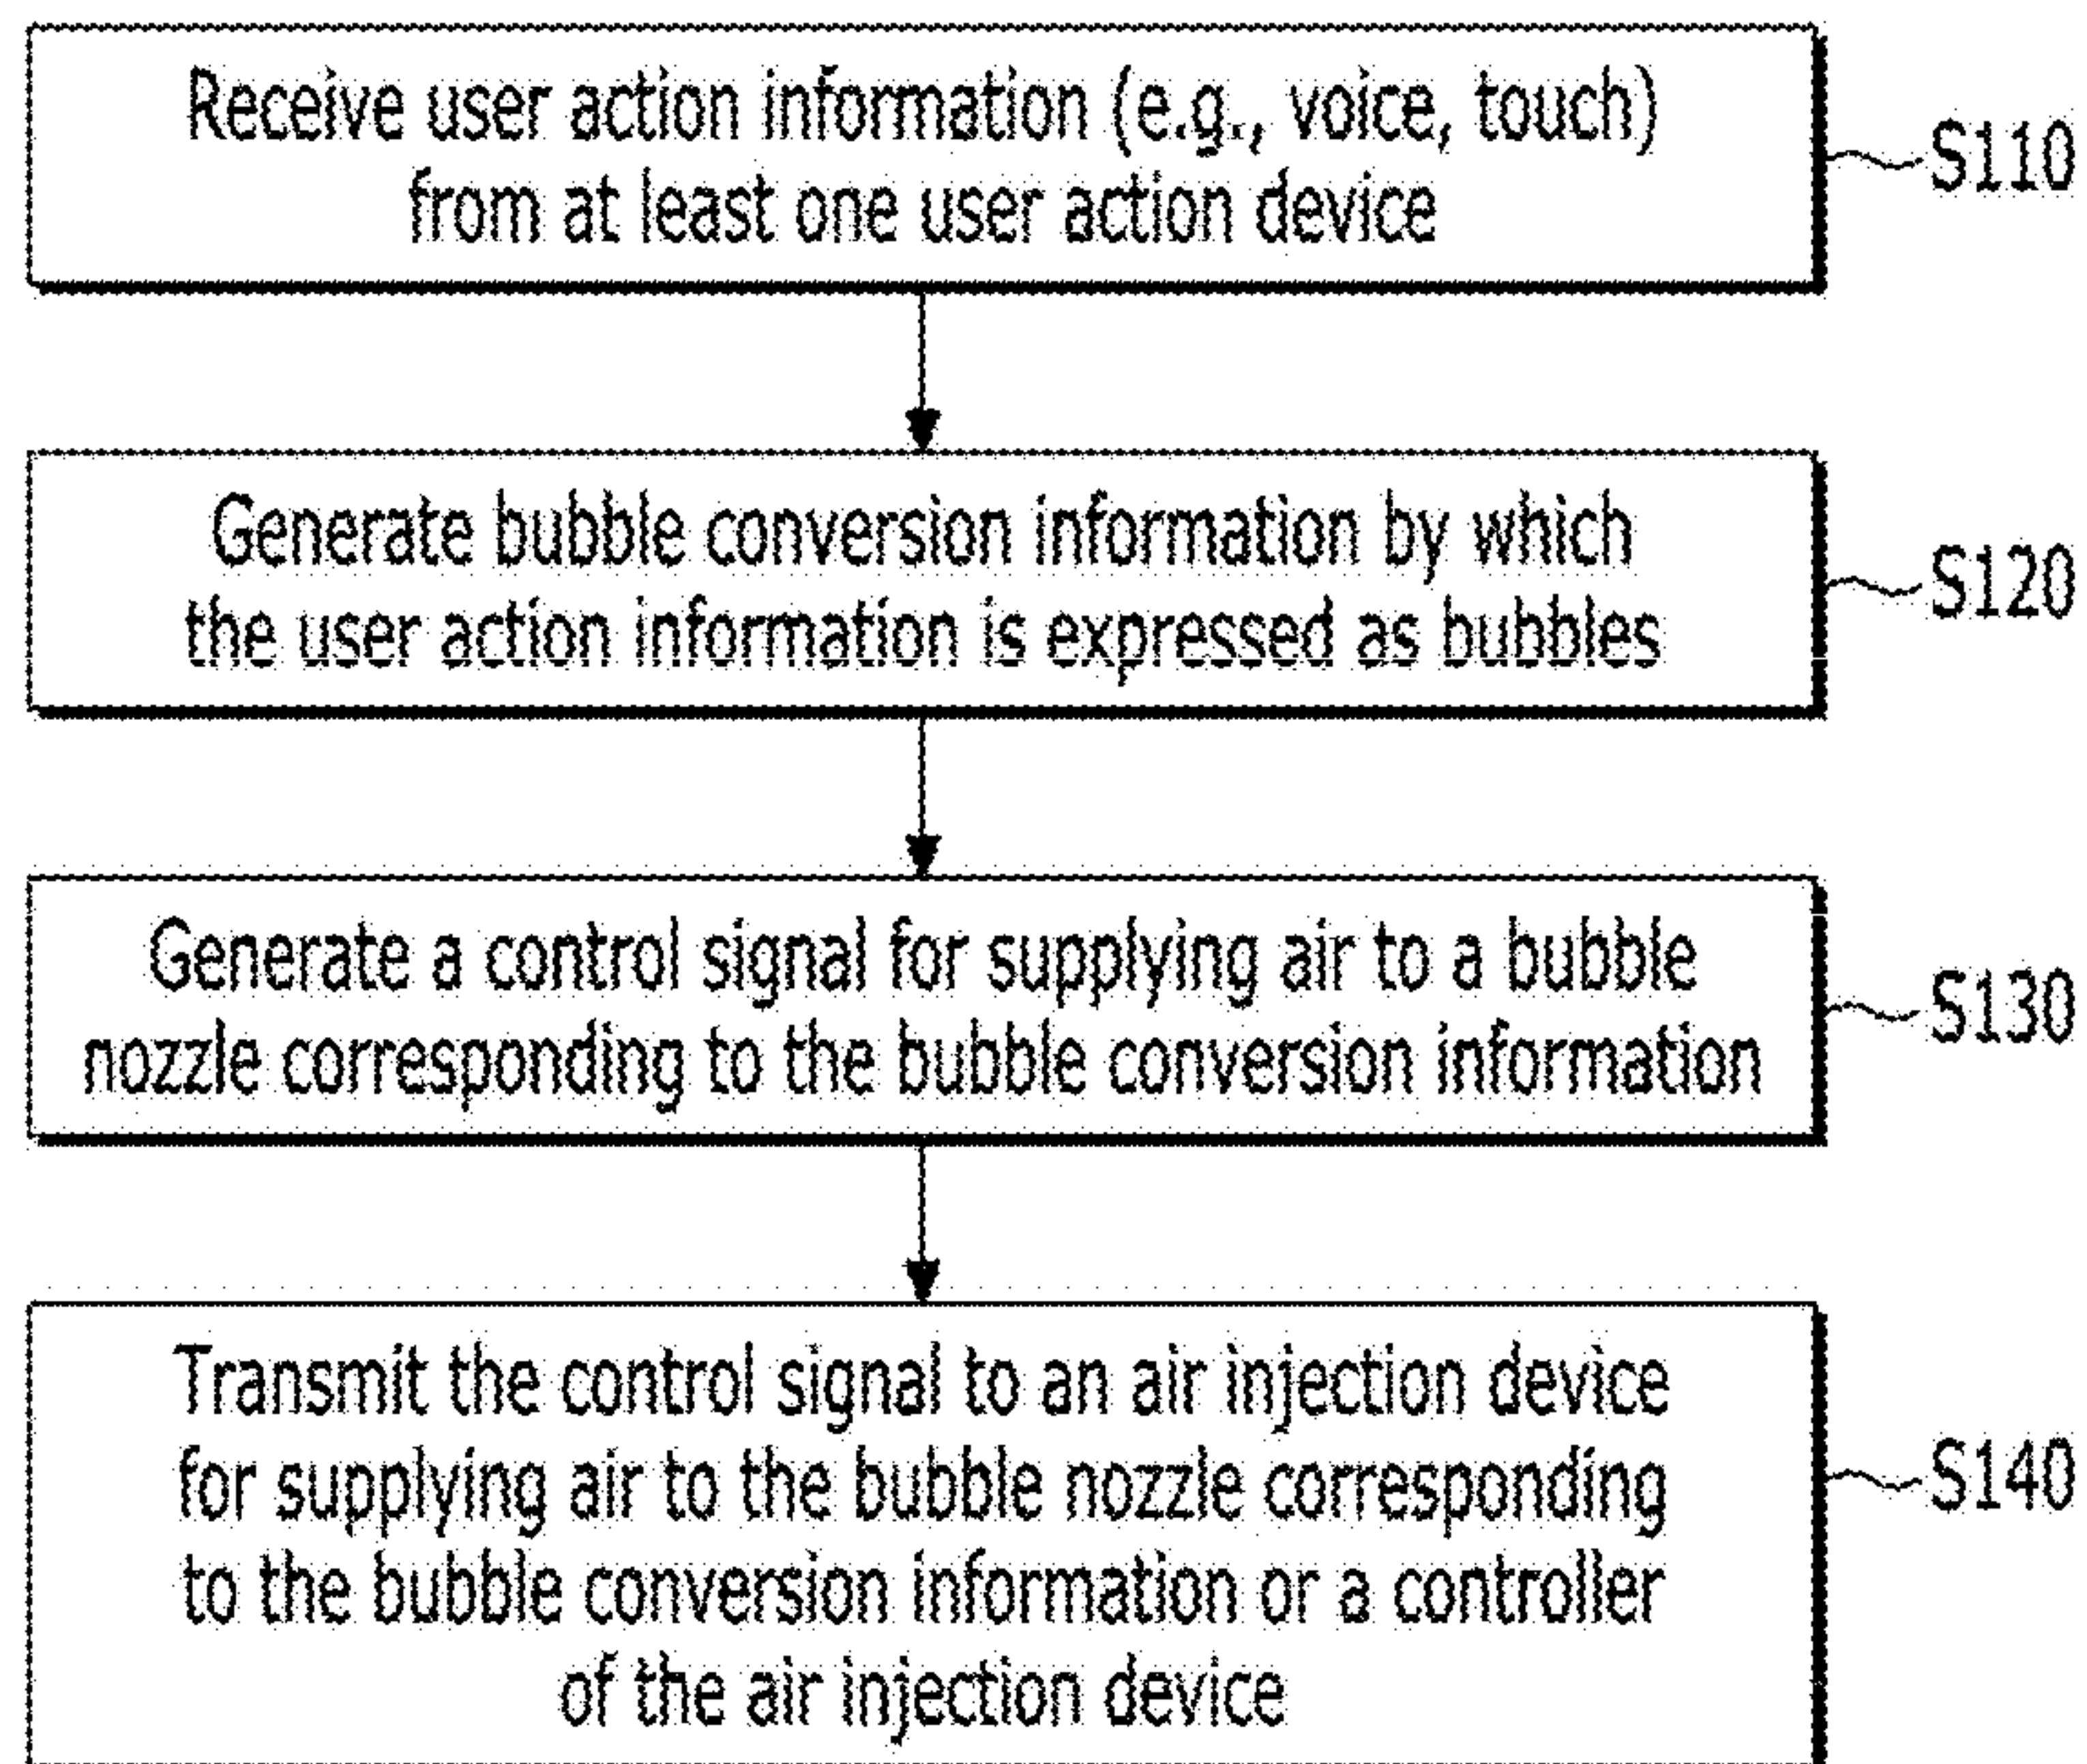 Receive user action information (e.g., voice, touch)
from at least one user action device
S110
Generate bubble conversion information by which
the user action information is expressed as bubbles
S120
Generate a control signal for supplying air to a bubble
nozzle corresponding to the bubble conversion information
S130
Transmit the control signal to an air injection device
for supplying air to the bubble nozzle corresponding
to the bubble conversion information or a controller
of the air injection device
S140